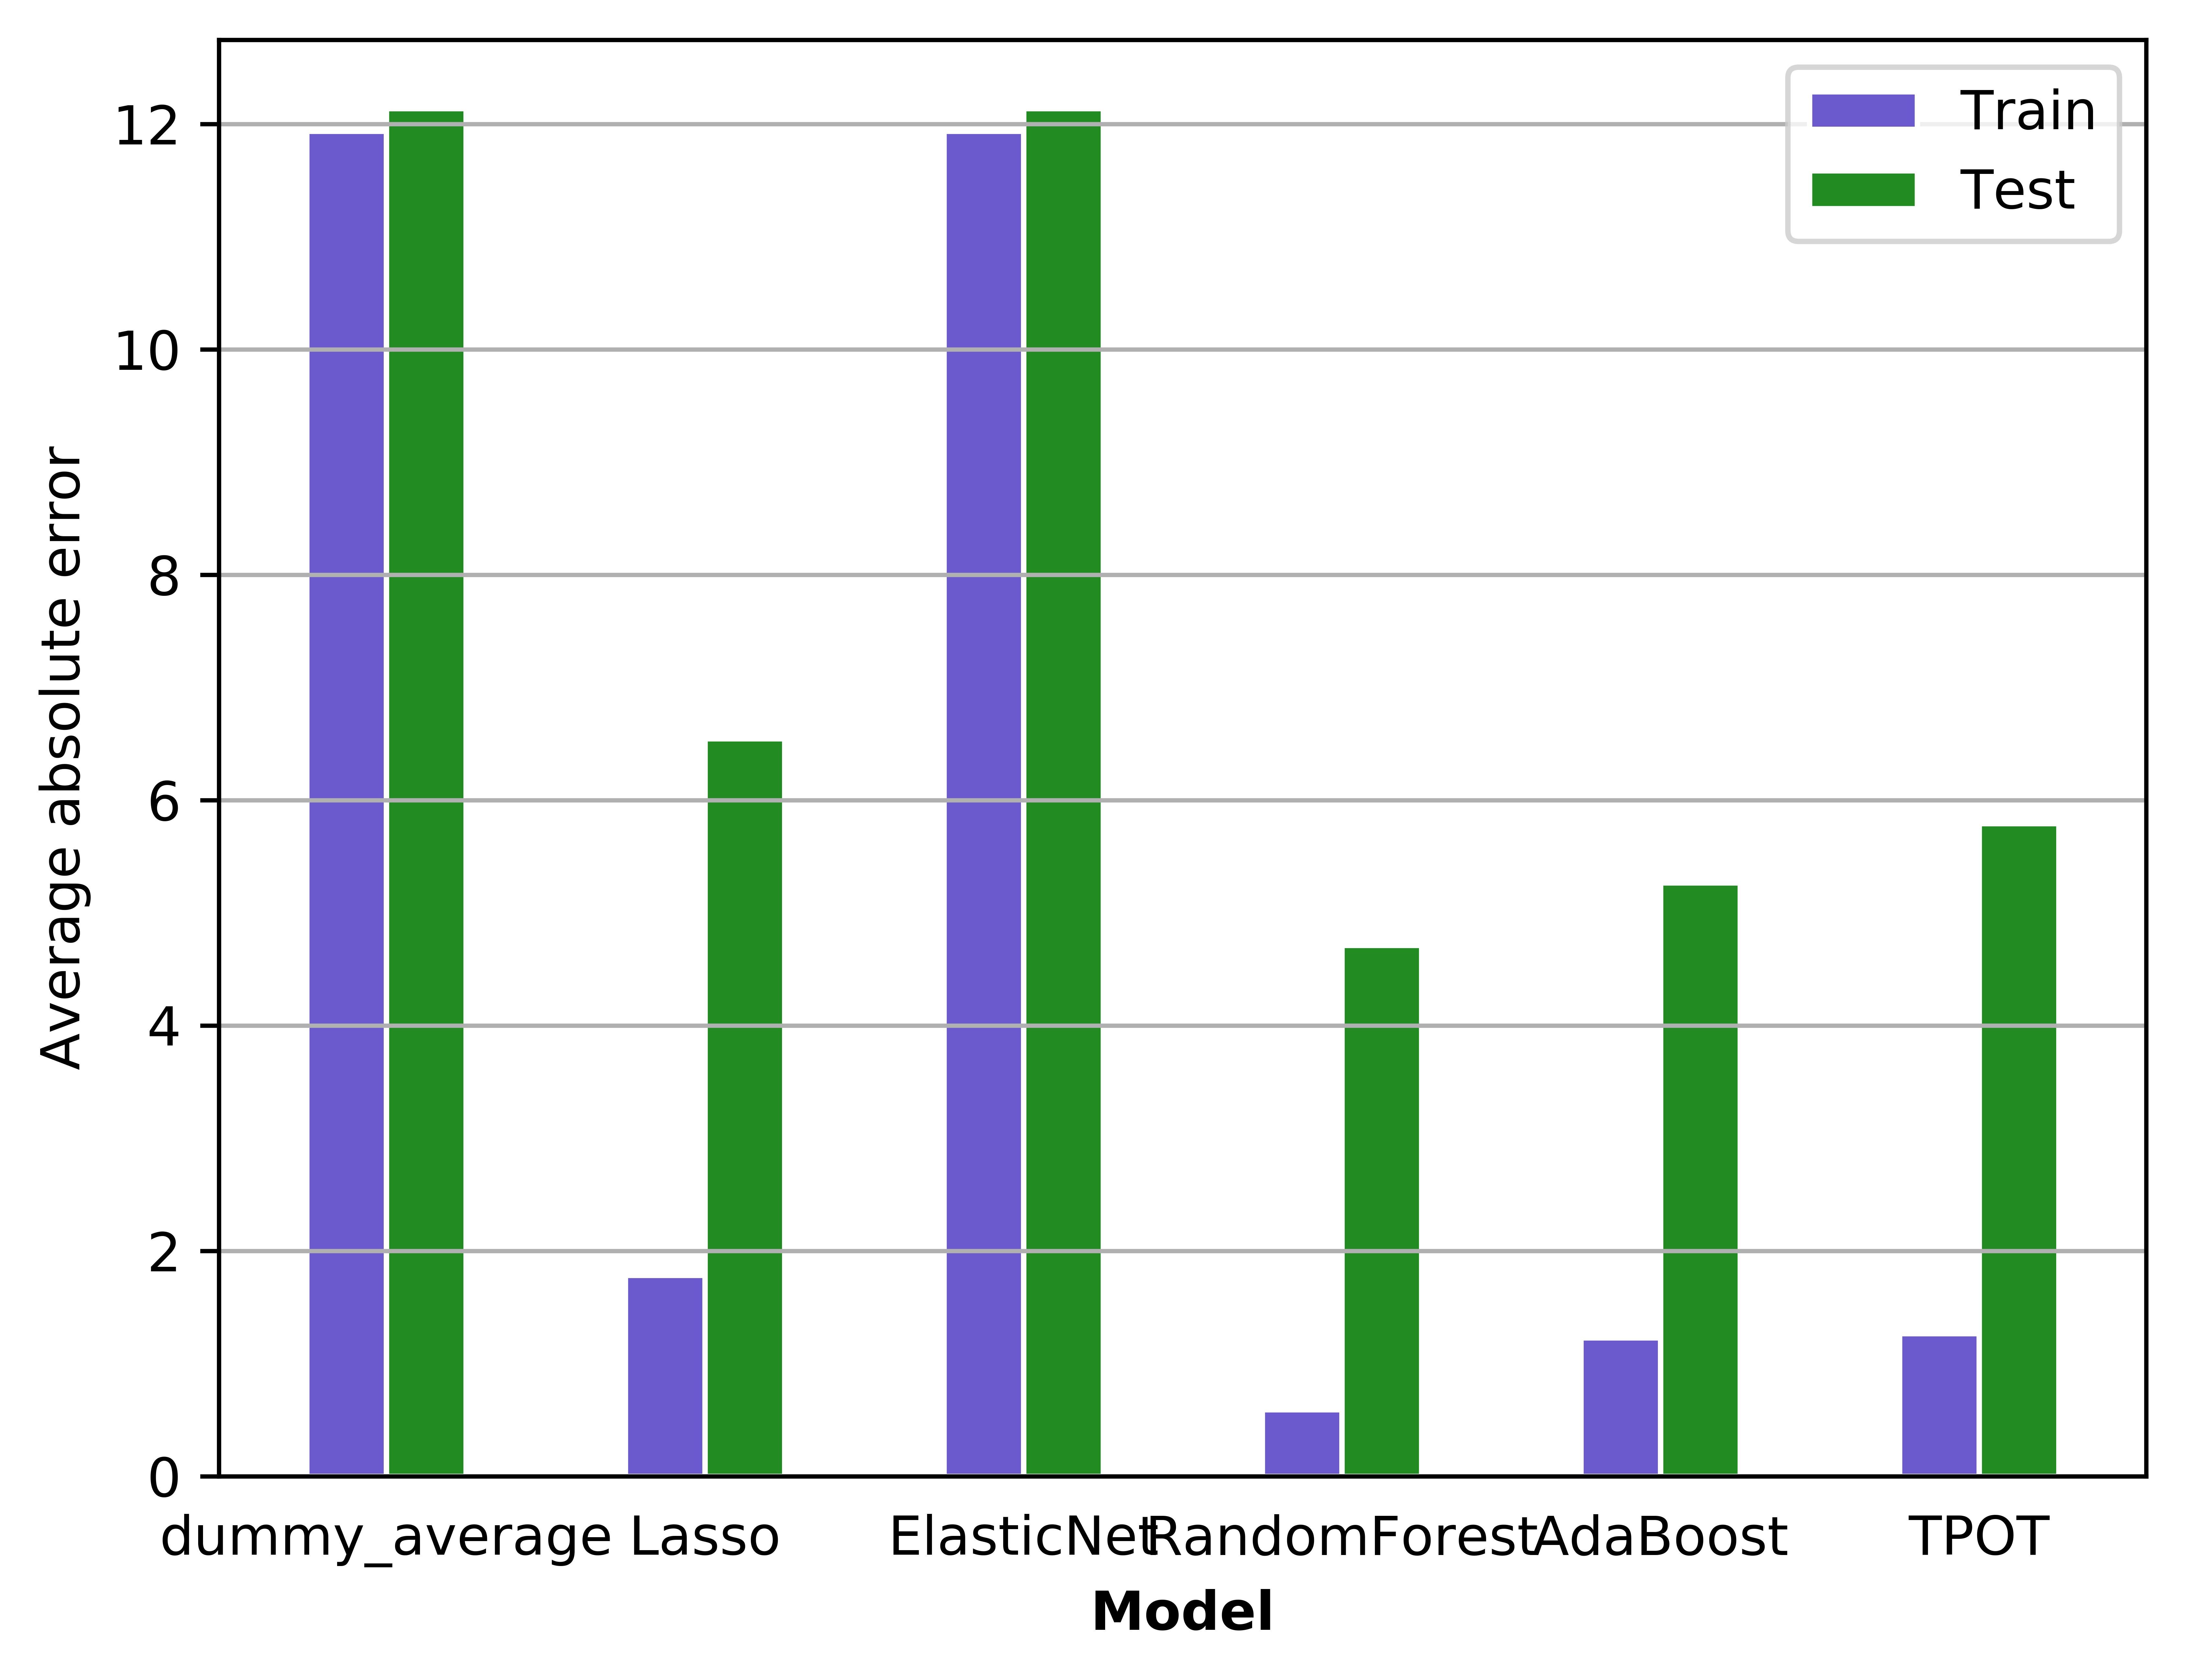 Train
Test
12
10
8
6
4
2
0
Average absolute error
dummy_average Lasso ElasticNet RandomForest AdaBoost TPOT
Model